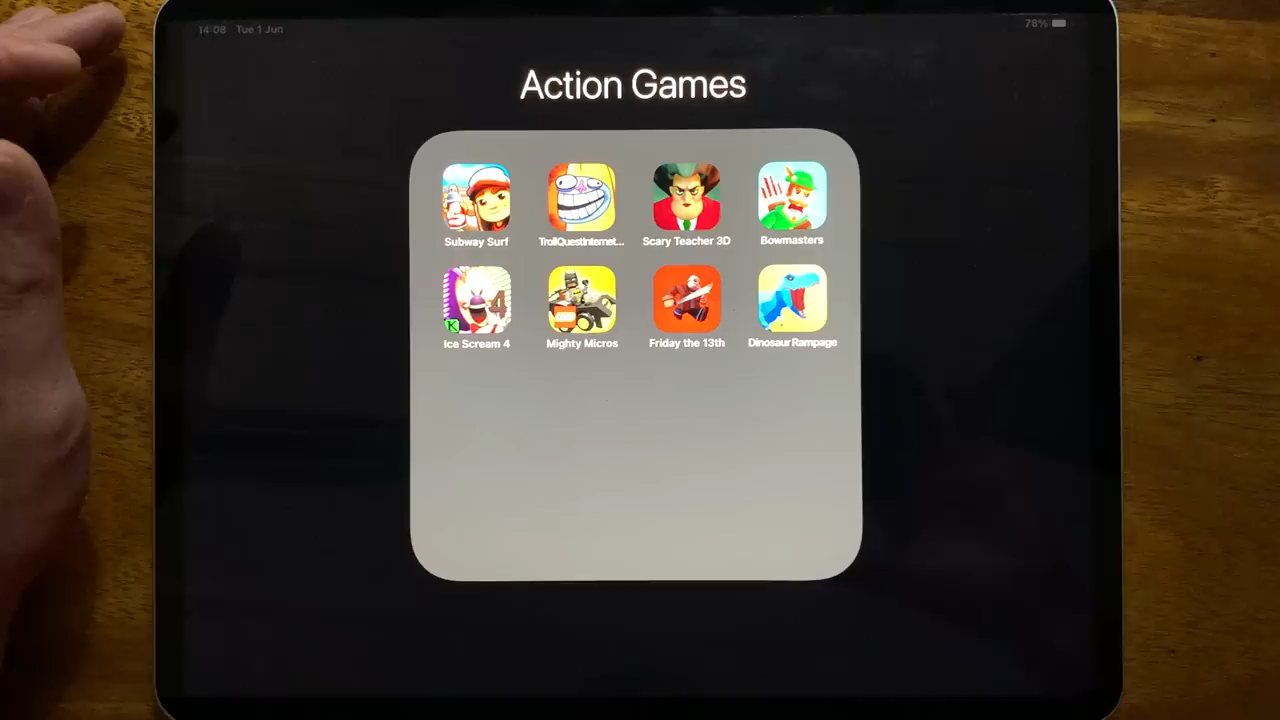 14:08 Tue 1 Jun
78%
Action Games
Subway Surf
TrollQuestInternet...
Scary Teacher 3D
Bowmasters
4
K
Ice Scream 4
Mighty Micros
Friday the 13th
Dinosaur Rampage